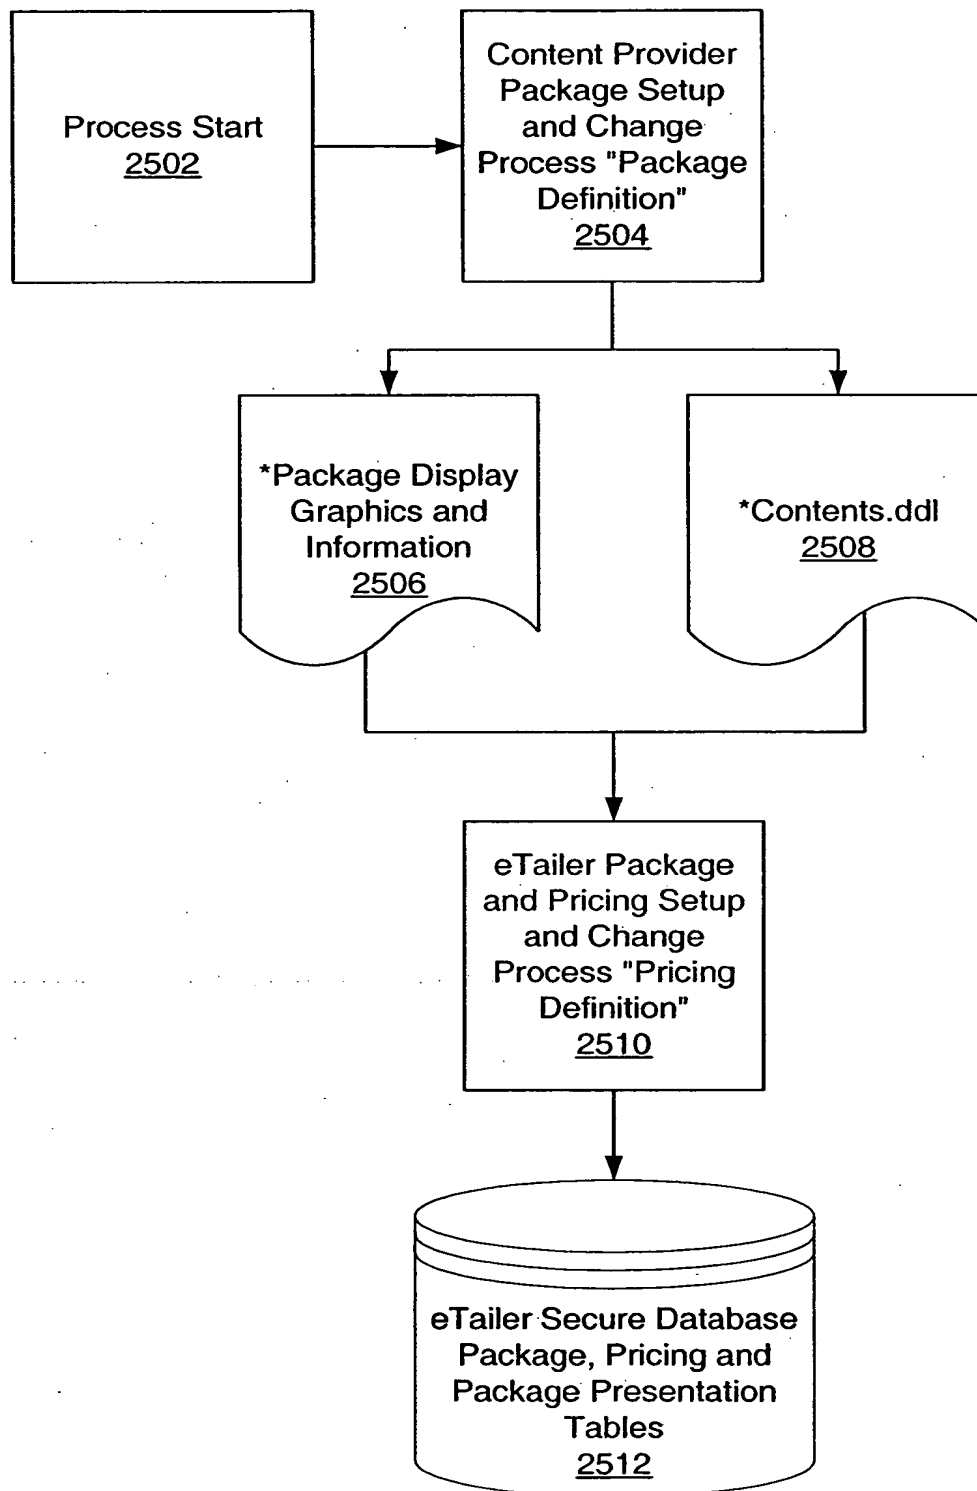 Process Start
2502
Content Provider
Package Setup
and Change
Process "Package
Definition"
2504
*Package Display
Graphics and
Information
2506
*Contents.ddl
2508
eTailer Package
and Pricing Setup
and Change
Process "Pricing
Definition"
2510
eTailer Secure Database
Package, Pricing and
Package Presentation
Tables
2512